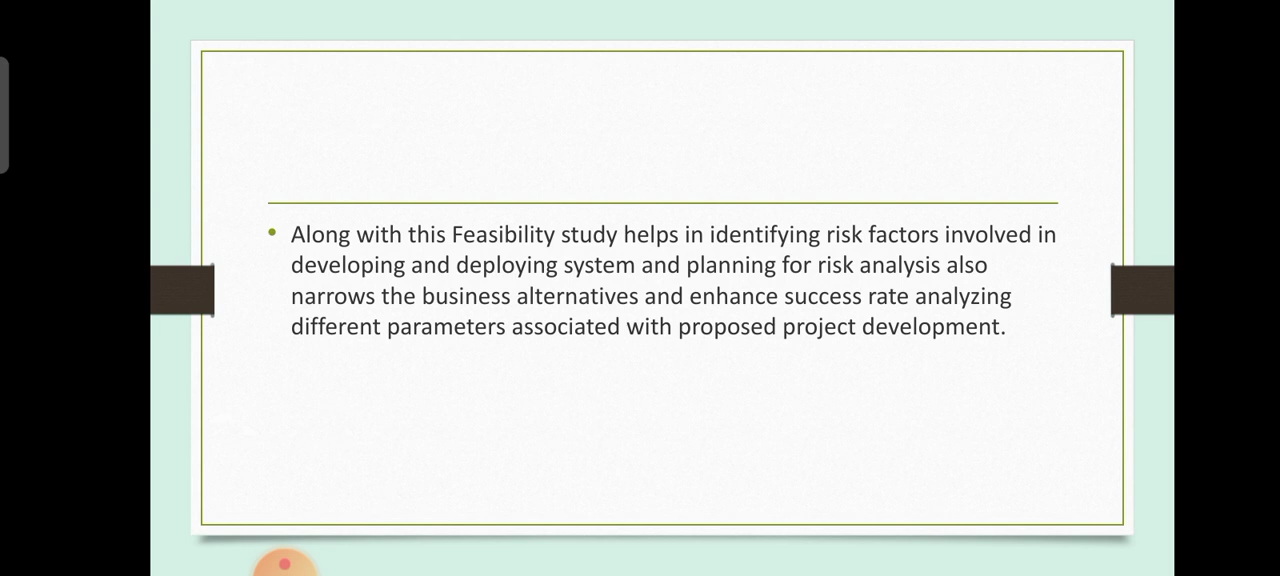 • Along with this Feasibility study helps in identifying risk factors involved in
developing and deploying system and planning for risk analysis also
narrows the business alternatives and enhance success rate analyzing
different parameters associated with proposed project development.